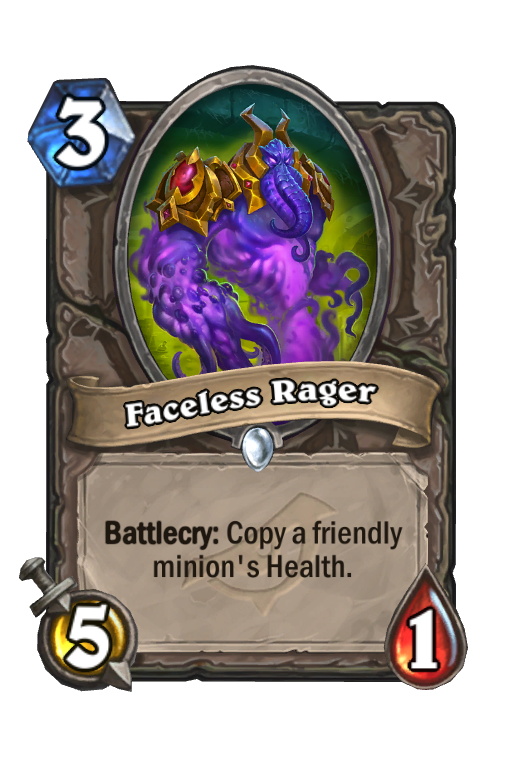 3
Faceless Rager
Battlecry: Copy a friendly
minion's Health.
5
1